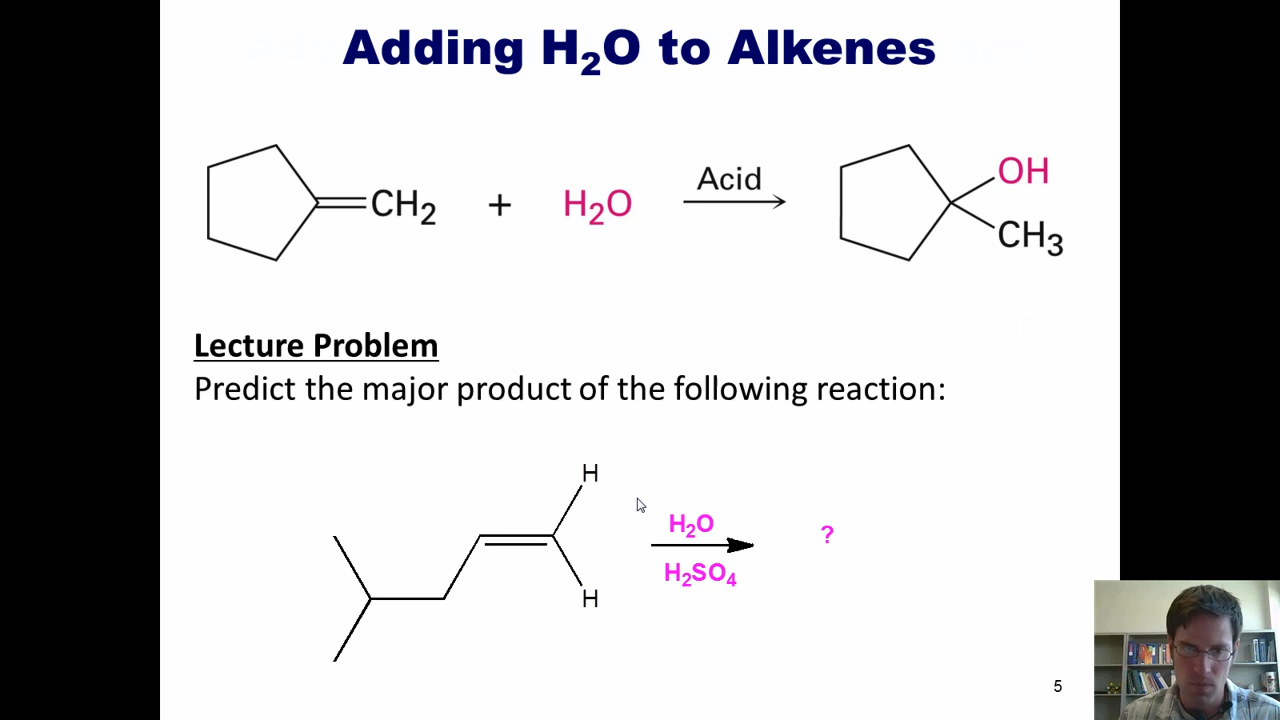 Adding H₂O to Alkenes
Acid
OH
CH₂ + H₂O
CH₃
Lecture Problem
Predict the major product of the following reaction:
H
H₂O
?
H₂SO₄
H
5